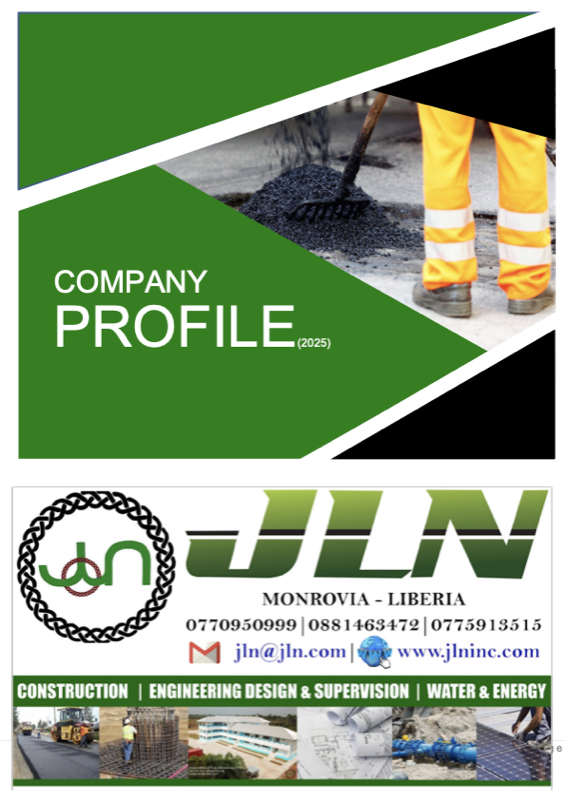 COMPANY
PROFILE (2025)
JLN
JLN
MONROVIA - LIBERIA
0770950999|0881463472|0775913515
jln@jln.com| www.jlninc.com
CONSTRUCTION | ENGINEERING DESIGN & SUPERVISION | WATER & ENERGY